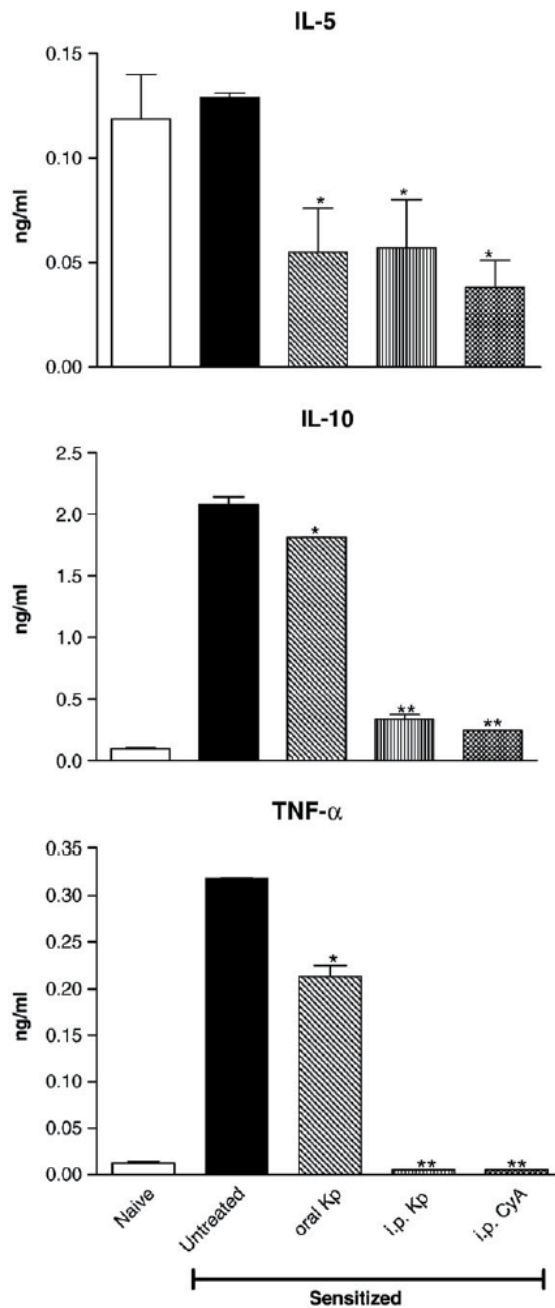 IL-5
0.15
0.10
0.05
0.00
ng/ml
*
*
*
IL-10
2.5
2.0
1.5
1.0
0.5
0.0
ng/ml
*
**
**
TNF-α
0.35
0.30
0.25
0.20
0.15
0.10
0.05
0.00
ng/ml
*
**
**
Naive
Untreated
oral Kp
i.p. Kp
i.p. CyA
Sensitized